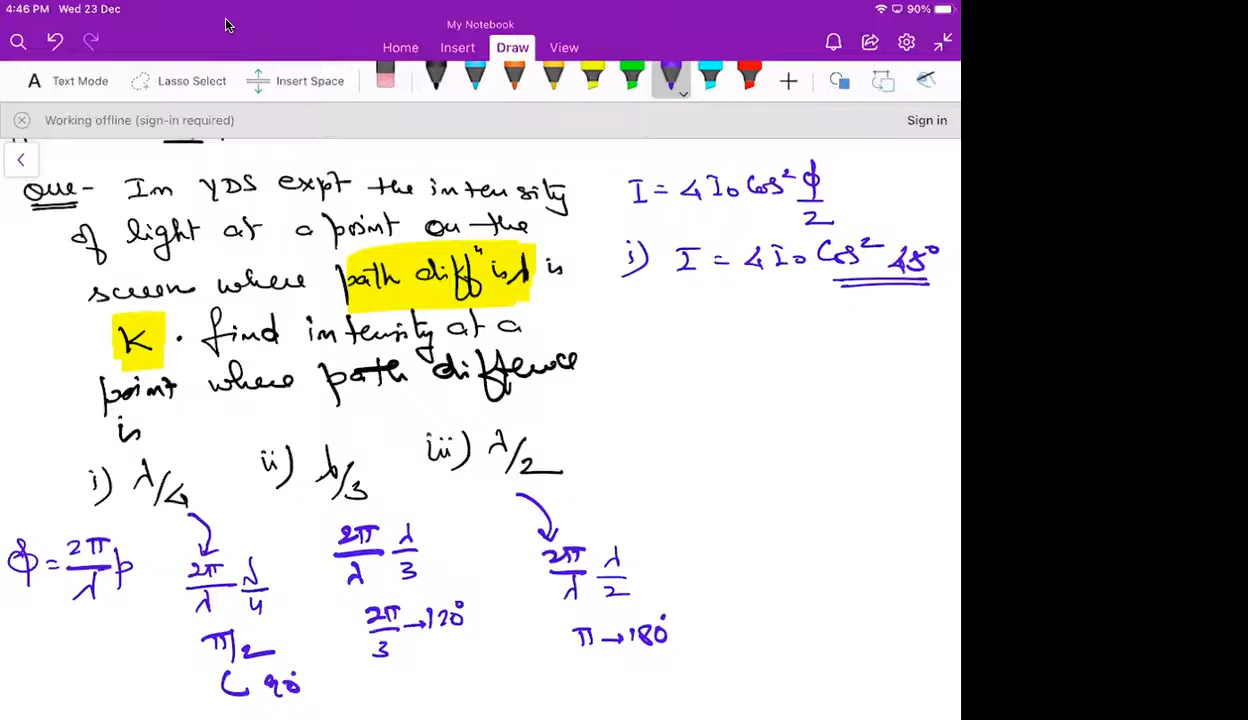 4:46 PM Wed 23 Dec
90%
My Notebook
Home Insert Draw View
A Text Mode Lasso Select Insert Space
Working offline (sign-in required) Sign in
Que- In YDS expt the intensity
of light at a point on the
screen where path diffⁿ is λ is
K. find intensity at a
point where path difference
is
i) λ/4 ii) λ/3 iii) λ/2
ϕ = 2π/λ p
2π/λ λ/4
π/2
90°
2π/λ λ/3
2π/3 → 120°
2π/λ λ/2
π → 180°
I = 4I0 Cos² ϕ/2
i) I = 4I0 Cos² 45°